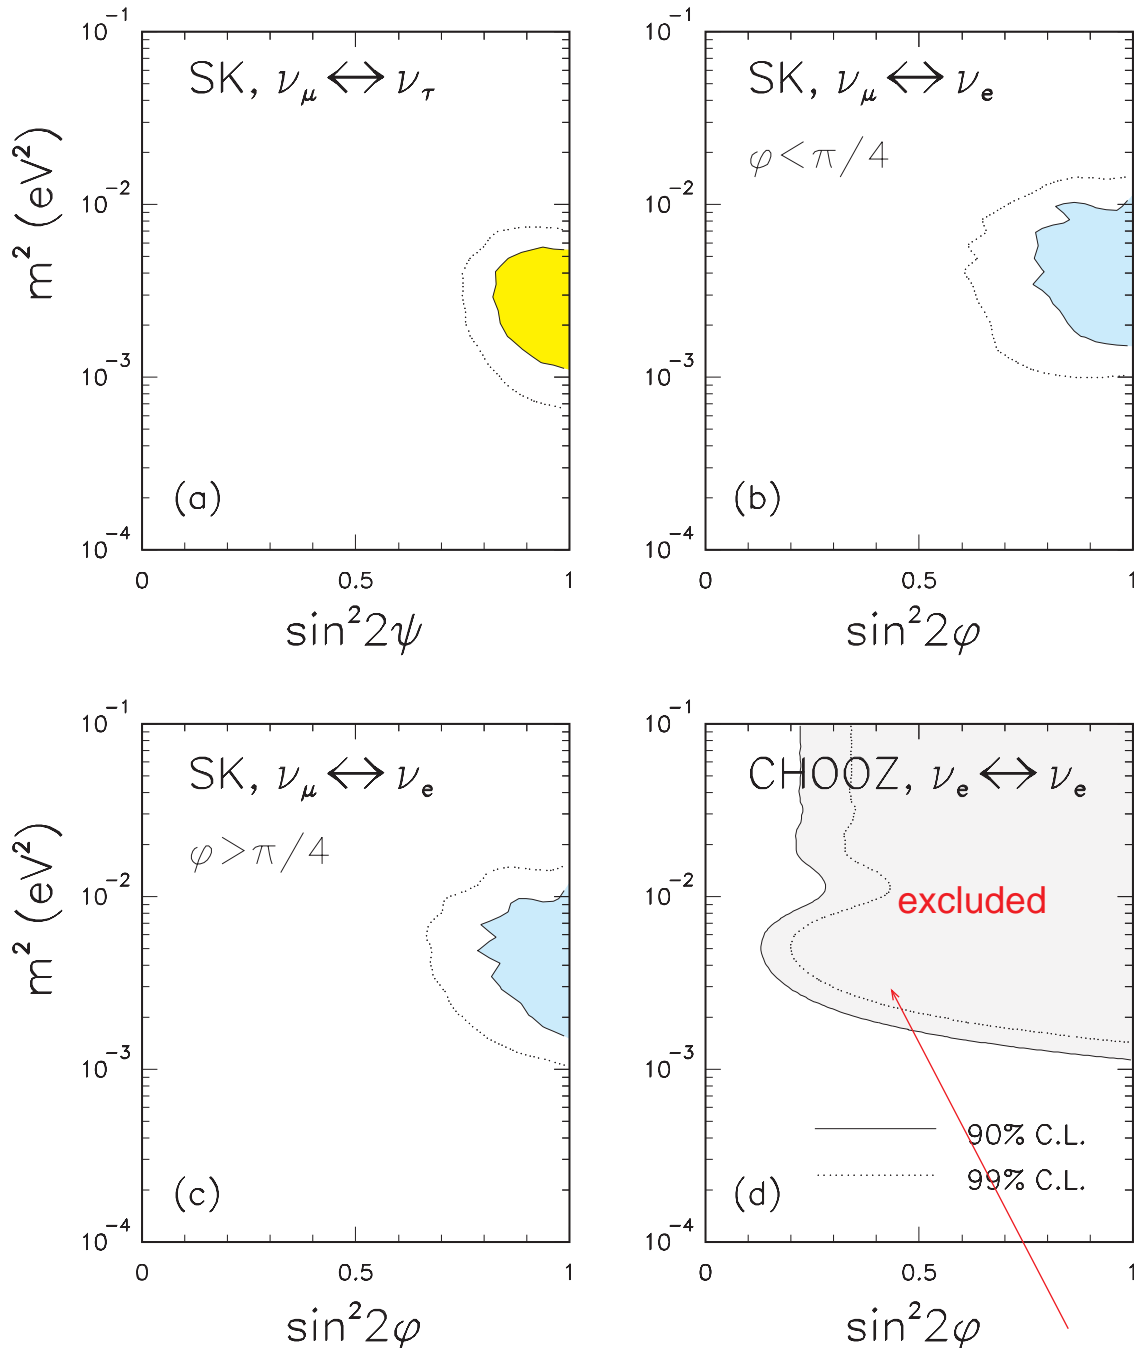 SK, ν_μ ↔ ν_τ
m² (eV²)
10⁻¹
10⁻²
10⁻³
10⁻⁴
(a)
0 0.5 1
sin²2ψ
SK, ν_μ ↔ ν_e
φ<π/4
10⁻¹
10⁻²
10⁻³
10⁻⁴
(b)
0 0.5 1
sin²2φ
SK, ν_μ ↔ ν_e
φ>π/4
m² (eV²)
10⁻¹
10⁻²
10⁻³
10⁻⁴
(c)
0 0.5 1
sin²2φ
CHOOZ, ν_e ↔ ν_e
excluded
10⁻¹
10⁻²
10⁻³
10⁻⁴
90% C.L.
99% C.L.
(d)
0 0.5 1
sin²2φ